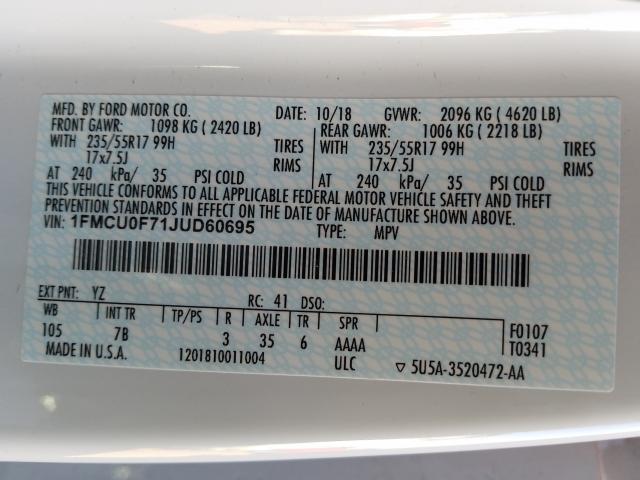 MFD. BY FORD MOTOR CO. DATE: 10/18 GVWR: 2096 KG ( 4620 LB)
FRONT GAWR: 1098 KG ( 2420 LB) REAR GAWR: 1006 KG ( 2218 LB)
WITH 235/55R17 99H TIRES WITH 235/55R17 99H TIRES
17x7.5J RIMS 17x7.5J RIMS
AT 240 kPa/ 35 PSI COLD AT 240 kPa/ 35 PSI COLD
THIS VEHICLE CONFORMS TO ALL APPLICABLE FEDERAL MOTOR VEHICLE SAFETY AND THEFT
PREVENTION STANDARDS IN EFFECT ON THE DATE OF MANUFACTURE SHOWN ABOVE.
VIN: 1FMCU0F71JUD60695 TYPE: MPV
EXT PNT: YZ RC: 41 DSO:
WB INT TR TP/PS R AXLE TR SPR F0107
105 7B 3 35 6 AAAA T0341
MADE IN U.S.A. 1201810011004 ULC ▽ 5U5A-3520472-AA